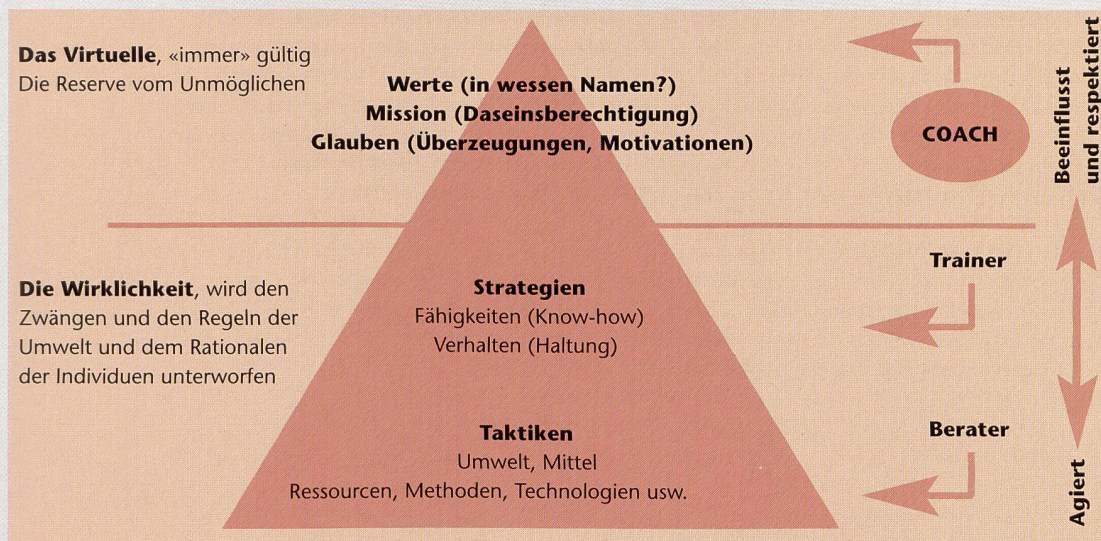 Das Virtuelle, «immer» gültig
Die Reserve vom Unmöglichen
Werte (in wessen Namen?)
Mission (Daseinsberechtigung)
Glauben (Überzeugungen, Motivationen)
COACH
Beeinflusst
und respektiert
Die Wirklichkeit, wird den
Zwängen und den Regeln der
Umwelt und dem Rationalen
der Individuen unterworfen
Strategien
Fähigkeiten (Know-how)
Verhalten (Haltung)
Trainer
Taktiken
Umwelt, Mittel
Ressourcen, Methoden, Technologien usw.
Berater
Agiert